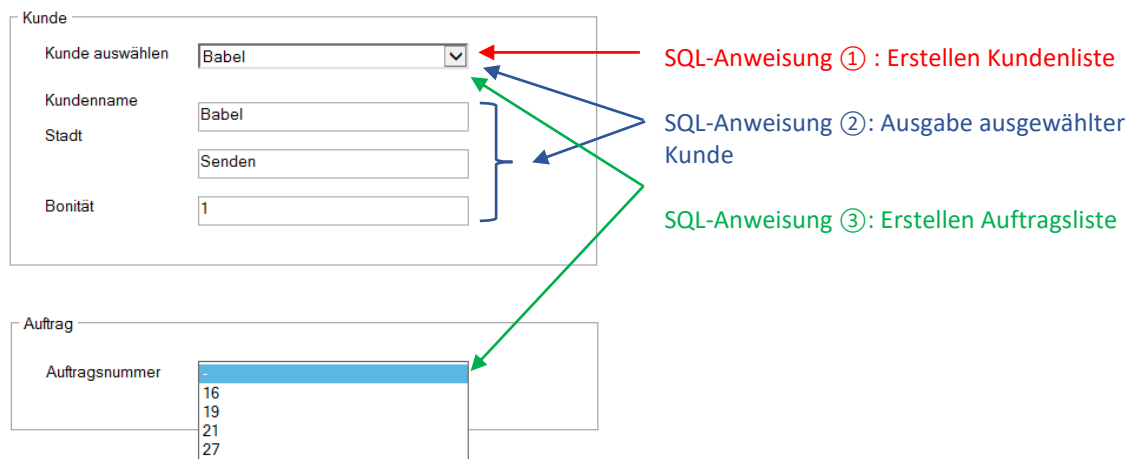 Kunde
Kunde auswählen Babel
SQL-Anweisung ① : Erstellen Kundenliste
Kundenname Babel
SQL-Anweisung ②: Ausgabe ausgewählter
Kunde
Stadt
Senden
Bonität 1
SQL-Anweisung ③: Erstellen Auftragsliste
Auftrag
Auftragsnummer -
16
19
21
27